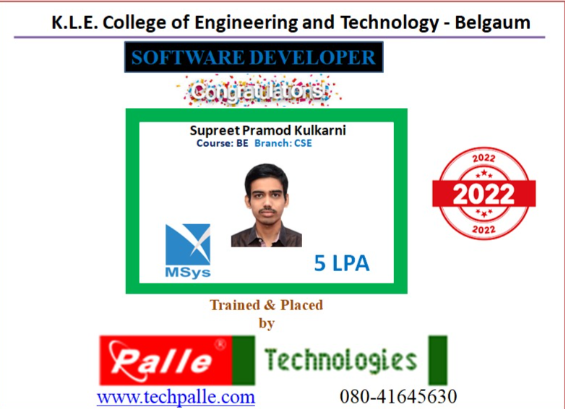 K.L.E. College of Engineering and Technology - Belgaum
SOFTWARE DEVELOPER
Congratulations!
Supreet Pramod Kulkarni
Course: BE Branch: CSE
MSys
5 LPA
2022
2022
2022
Trained & Placed
by
Palle® Technologies
www.techpalle.com 080-41645630